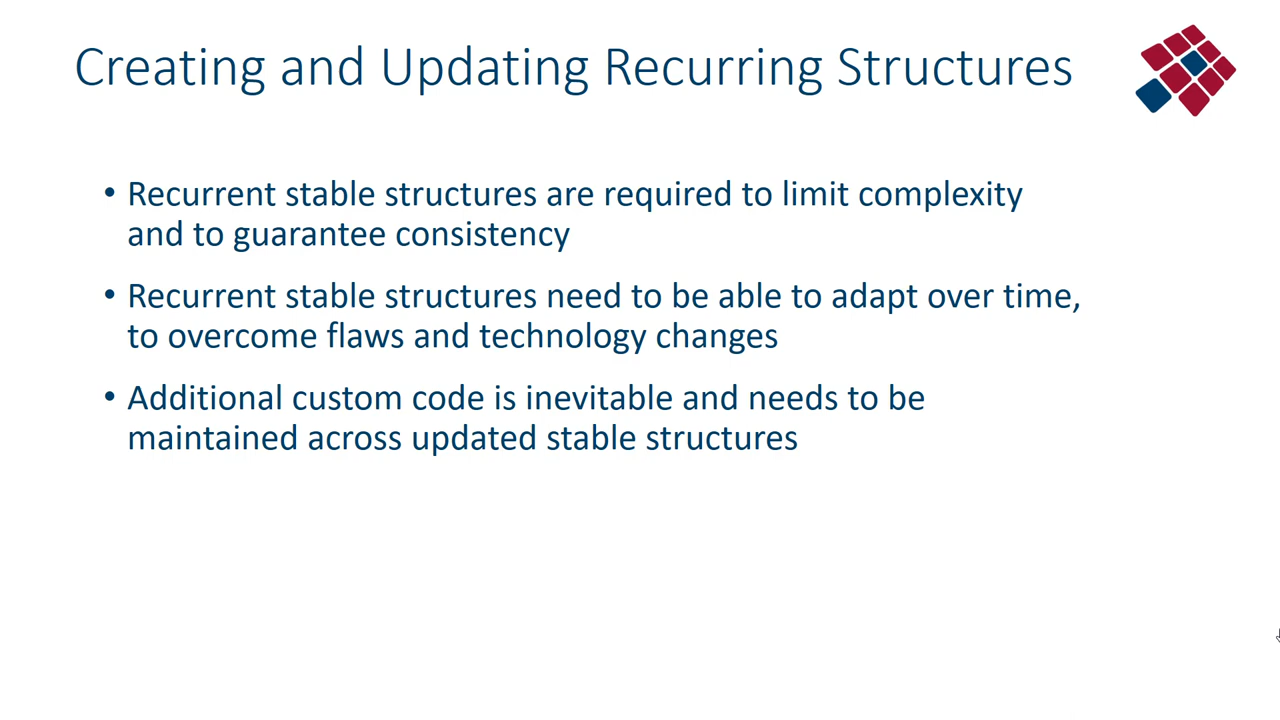 Creating and Updating Recurring Structures
• Recurrent stable structures are required to limit complexity
and to guarantee consistency
• Recurrent stable structures need to be able to adapt over time,
to overcome flaws and technology changes
• Additional custom code is inevitable and needs to be
maintained across updated stable structures